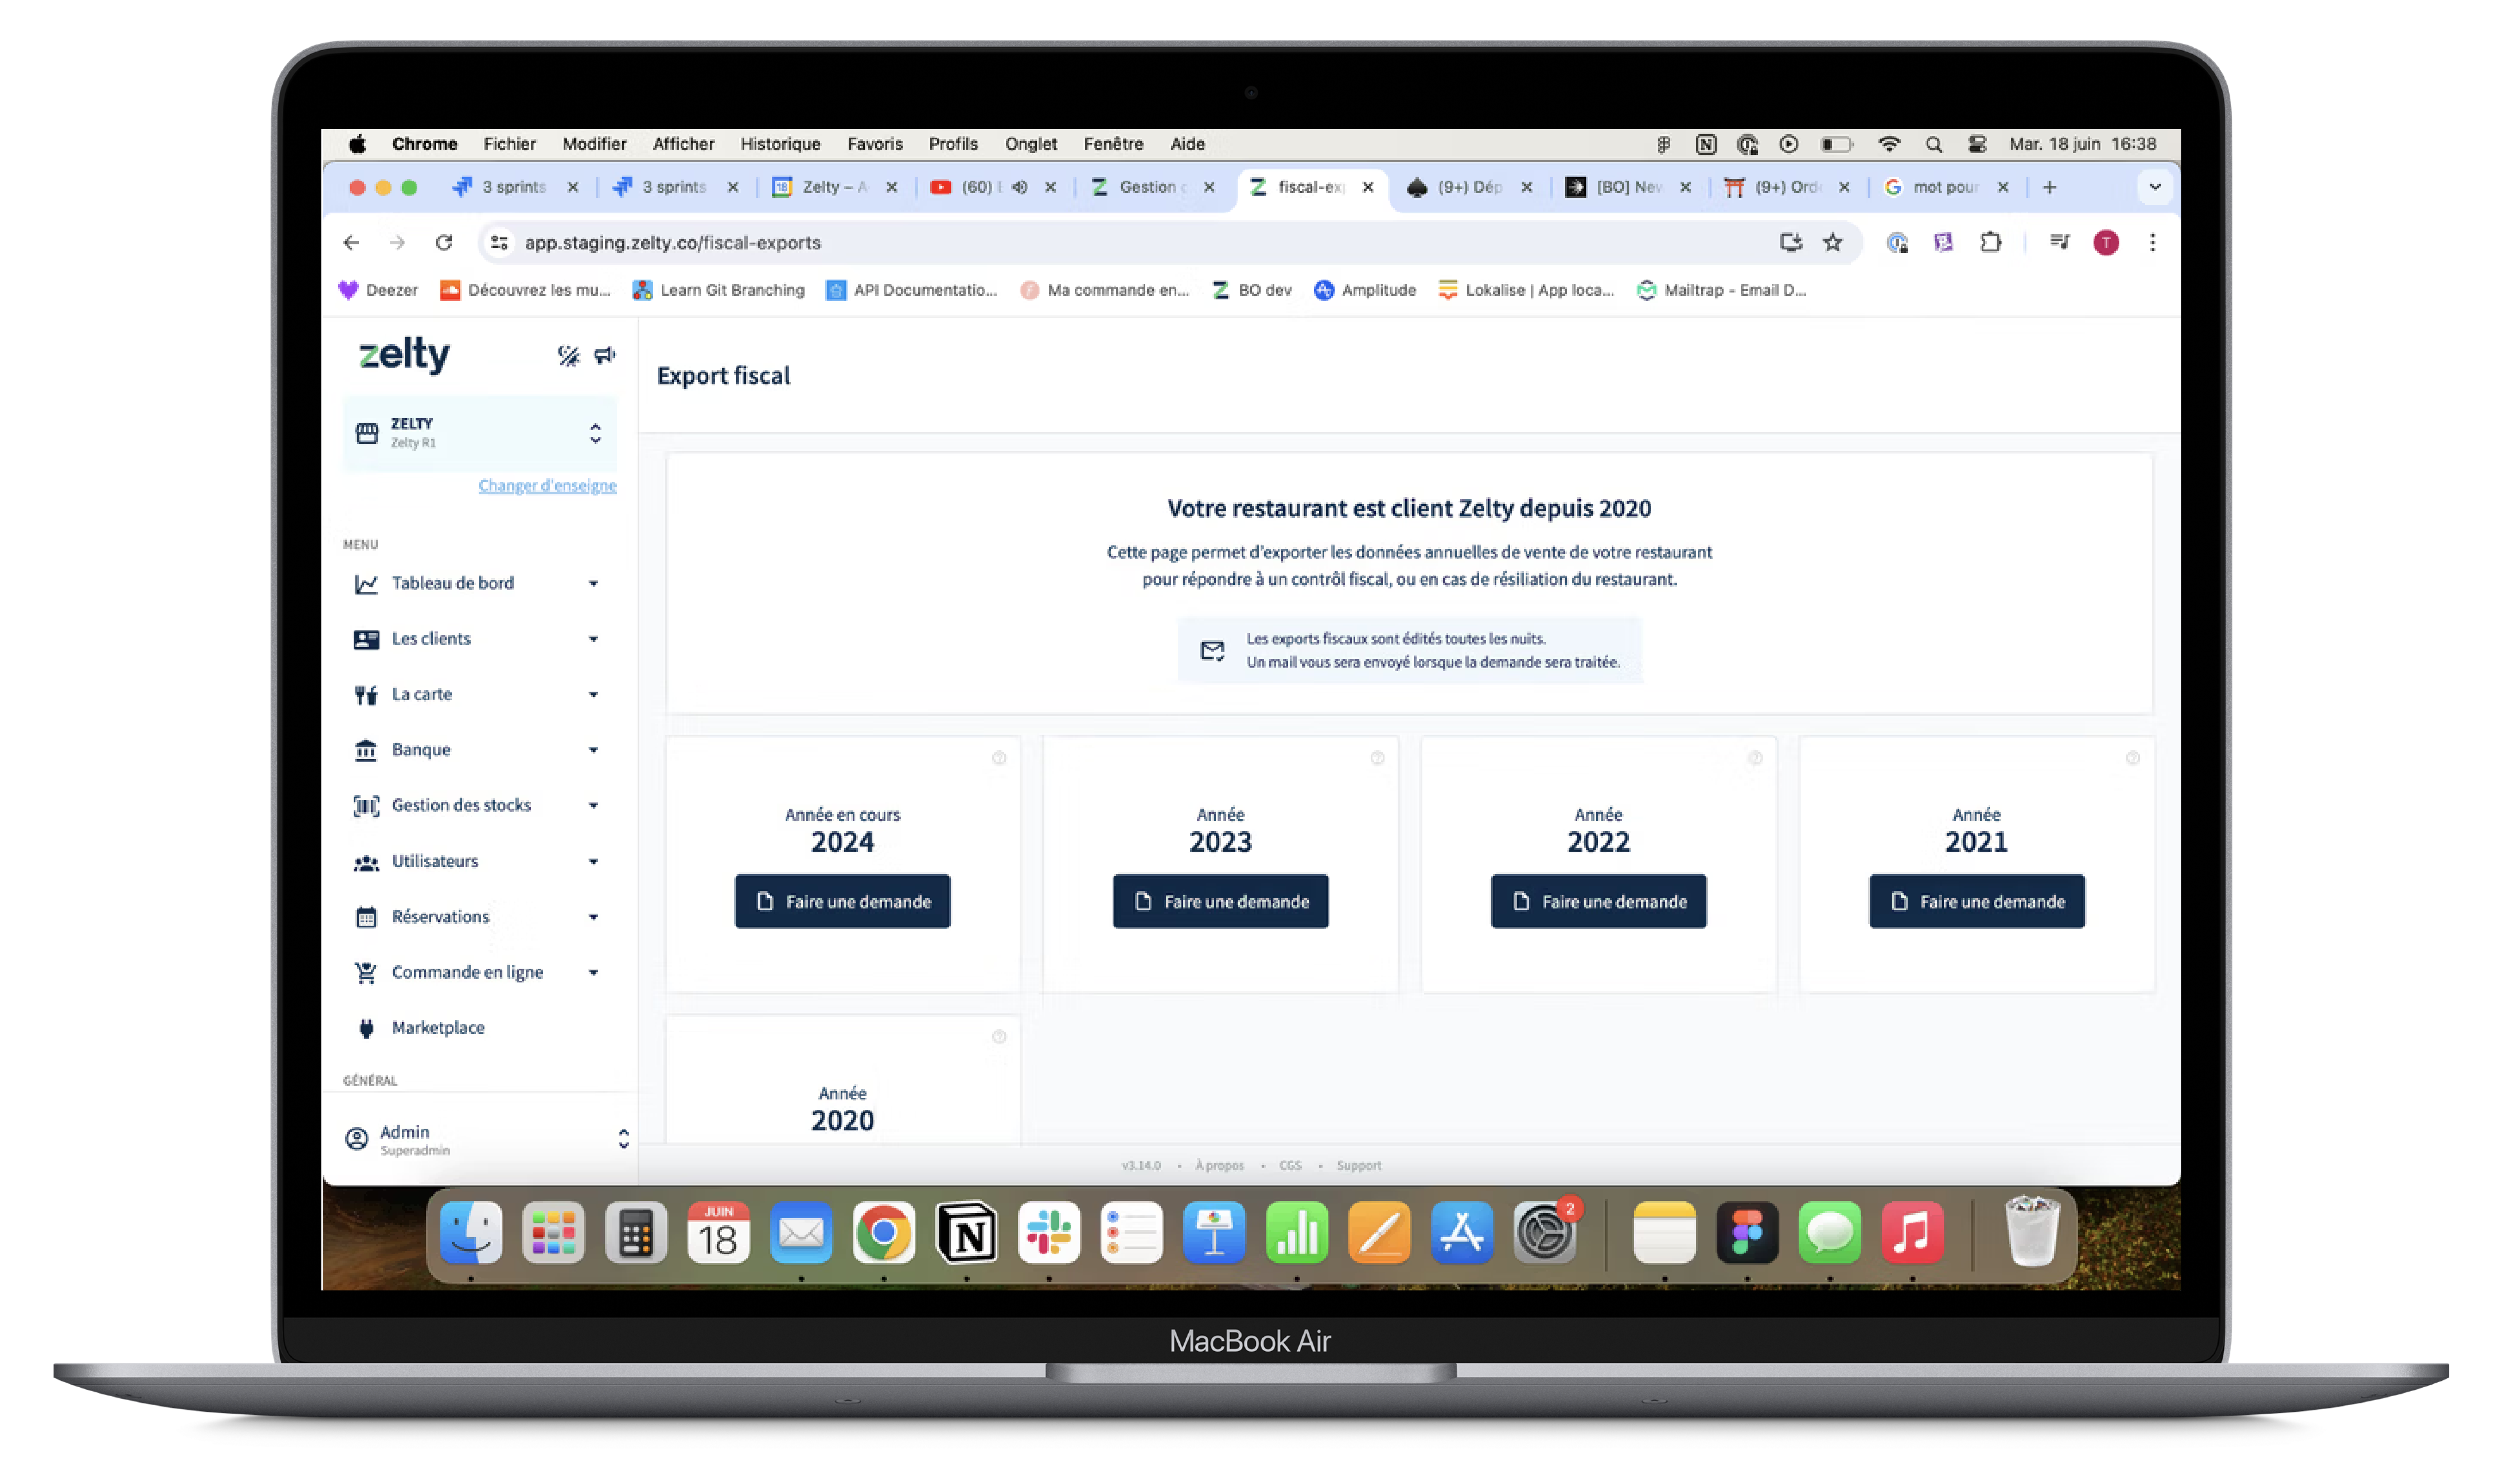 Chrome Fichier Modifier Afficher Historique Favoris Profils Onglet Fenêtre Aide Mar. 18 juin 16:38
3 sprints 3 sprints 18 Zelty – A (60) Gestion fiscal-ex (9+) Dép [BO] Nev (9+) Ord mot pour
app.staging.zelty.co/fiscal-exports T
Deezer Découvrez les mu... Learn Git Branching API Documentatio... Ma commande en... BO dev Amplitude Lokalise | App loca... Mailtrap - Email D...
zelty
ZELTY
Zelty R1
Changer d'enseigne
MENU
Tableau de bord
Les clients
La carte
Banque
Gestion des stocks
Utilisateurs
Réservations
Commande en ligne
Marketplace
GÉNÉRAL
Admin
Superadmin
Export fiscal
Votre restaurant est client Zelty depuis 2020
Cette page permet d'exporter les données annuelles de vente de votre restaurant
pour répondre à un contrôl fiscal, ou en cas de résiliation du restaurant.
Les exports fiscaux sont édités toutes les nuits.
Un mail vous sera envoyé lorsque la demande sera traitée.
Année en cours
2024
Faire une demande
Année
2023
Faire une demande
Année
2022
Faire une demande
Année
2021
Faire une demande
Année
2020
v3.14.0 • À propos • CGS • Support
JUIN
18
2
MacBook Air